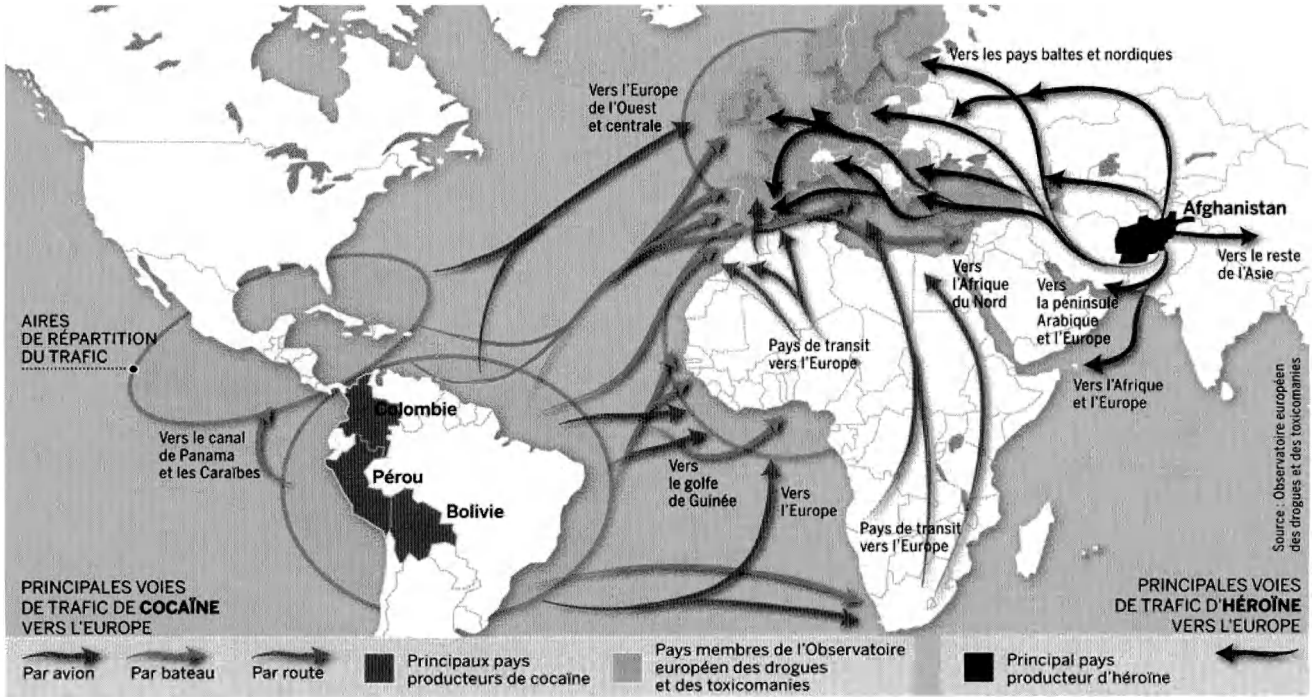 Vers les pays baltes et nordiques
Vers l'Europe
de l'Ouest
et centrale
Afghanistan
Vers le reste
de l'Asie
Vers
l'Afrique
du Nord
Vers
la péninsule
Arabique
et l'Europe
AIRES
DE RÉPARTITION
DU TRAFIC
Pays de transit
vers l'Europe
Vers l'Afrique
et l'Europe
Colombie
Vers le canal
de Panama
et les Caraïbes
Pérou
Bolivie
Vers
le golfe
de Guinée
Vers
l'Europe
Pays de transit
vers l'Europe
Source : Observatoire européen
des drogues et des toxicomanies
PRINCIPALES VOIES
DE TRAFIC DE COCAÏNE
VERS L'EUROPE
PRINCIPALES VOIES
DE TRAFIC D'HÉROÏNE
VERS L'EUROPE
Par avion
Par bateau
Par route
Principaux pays
producteurs de cocaïne
Pays membres de l'Observatoire
européen des drogues
et des toxicomanies
Principal pays
producteur d'héroïne